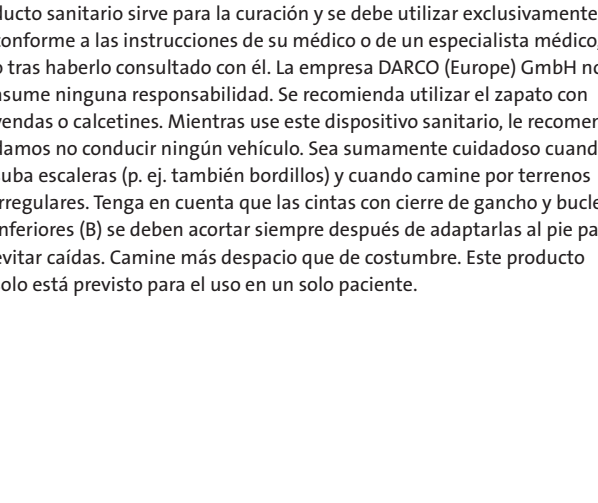 ducto sanitario sirve para la curación y se debe utilizar exclusivamente
conforme a las instrucciones de su médico o de un especialista médico,
o tras haberlo consultado con él. La empresa DARCO (Europe) GmbH no
asume ninguna responsabilidad. Se recomienda utilizar el zapato con
vendas o calcetines. Mientras use este dispositivo sanitario, le recomen
damos no conducir ningún vehículo. Sea sumamente cuidadoso cuand
suba escaleras (p. ej. también bordillos) y cuando camine por terrenos
irregulares. Tenga en cuenta que las cintas con cierre de gancho y bucle
inferiores (B) se deben acortar siempre después de adaptarlas al pie pa
evitar caídas. Camine más despacio que de costumbre. Este producto
solo está previsto para el uso en un solo paciente.